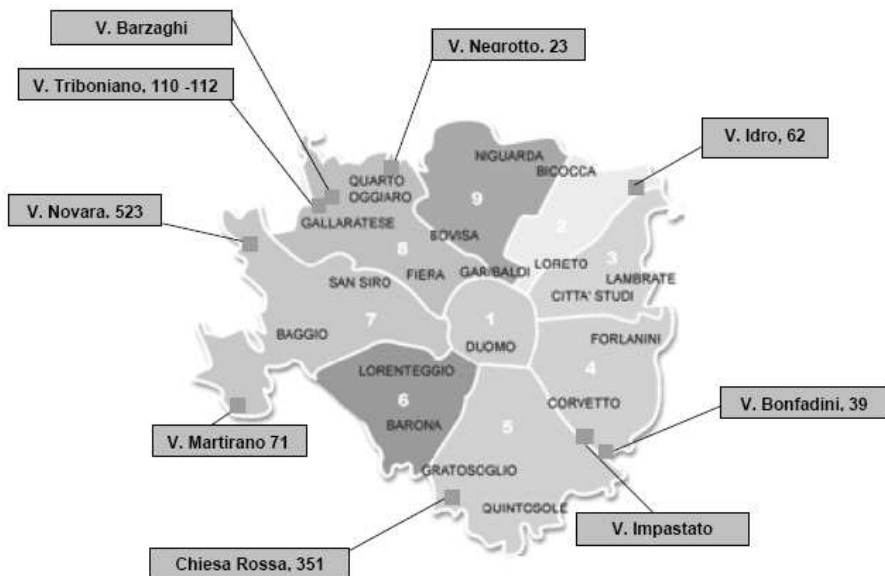 V. Barzaghi
V. Negrotto. 23
V. Triboniano, 110 -112
V. Idro, 62
NIGUARDA
BICOCCA
QUARTO
OGGIARO
9
V. Novara. 523
GALLARATESE
2
BOVISA
8
3
FIERA
GARIBALDI
LORETO
LAMBRATE
SAN SIRO
CITTA' STUDI
1
7
BAGGIO
FORLANINI
DUOMO
4
LORENTEGGIO
6
CORVETTO
V. Bonfadini, 39
BARONA
5
V. Martirano 71
GRATOSOGLIO
QUINTOSOLE
V. Impastato
Chiesa Rossa, 351